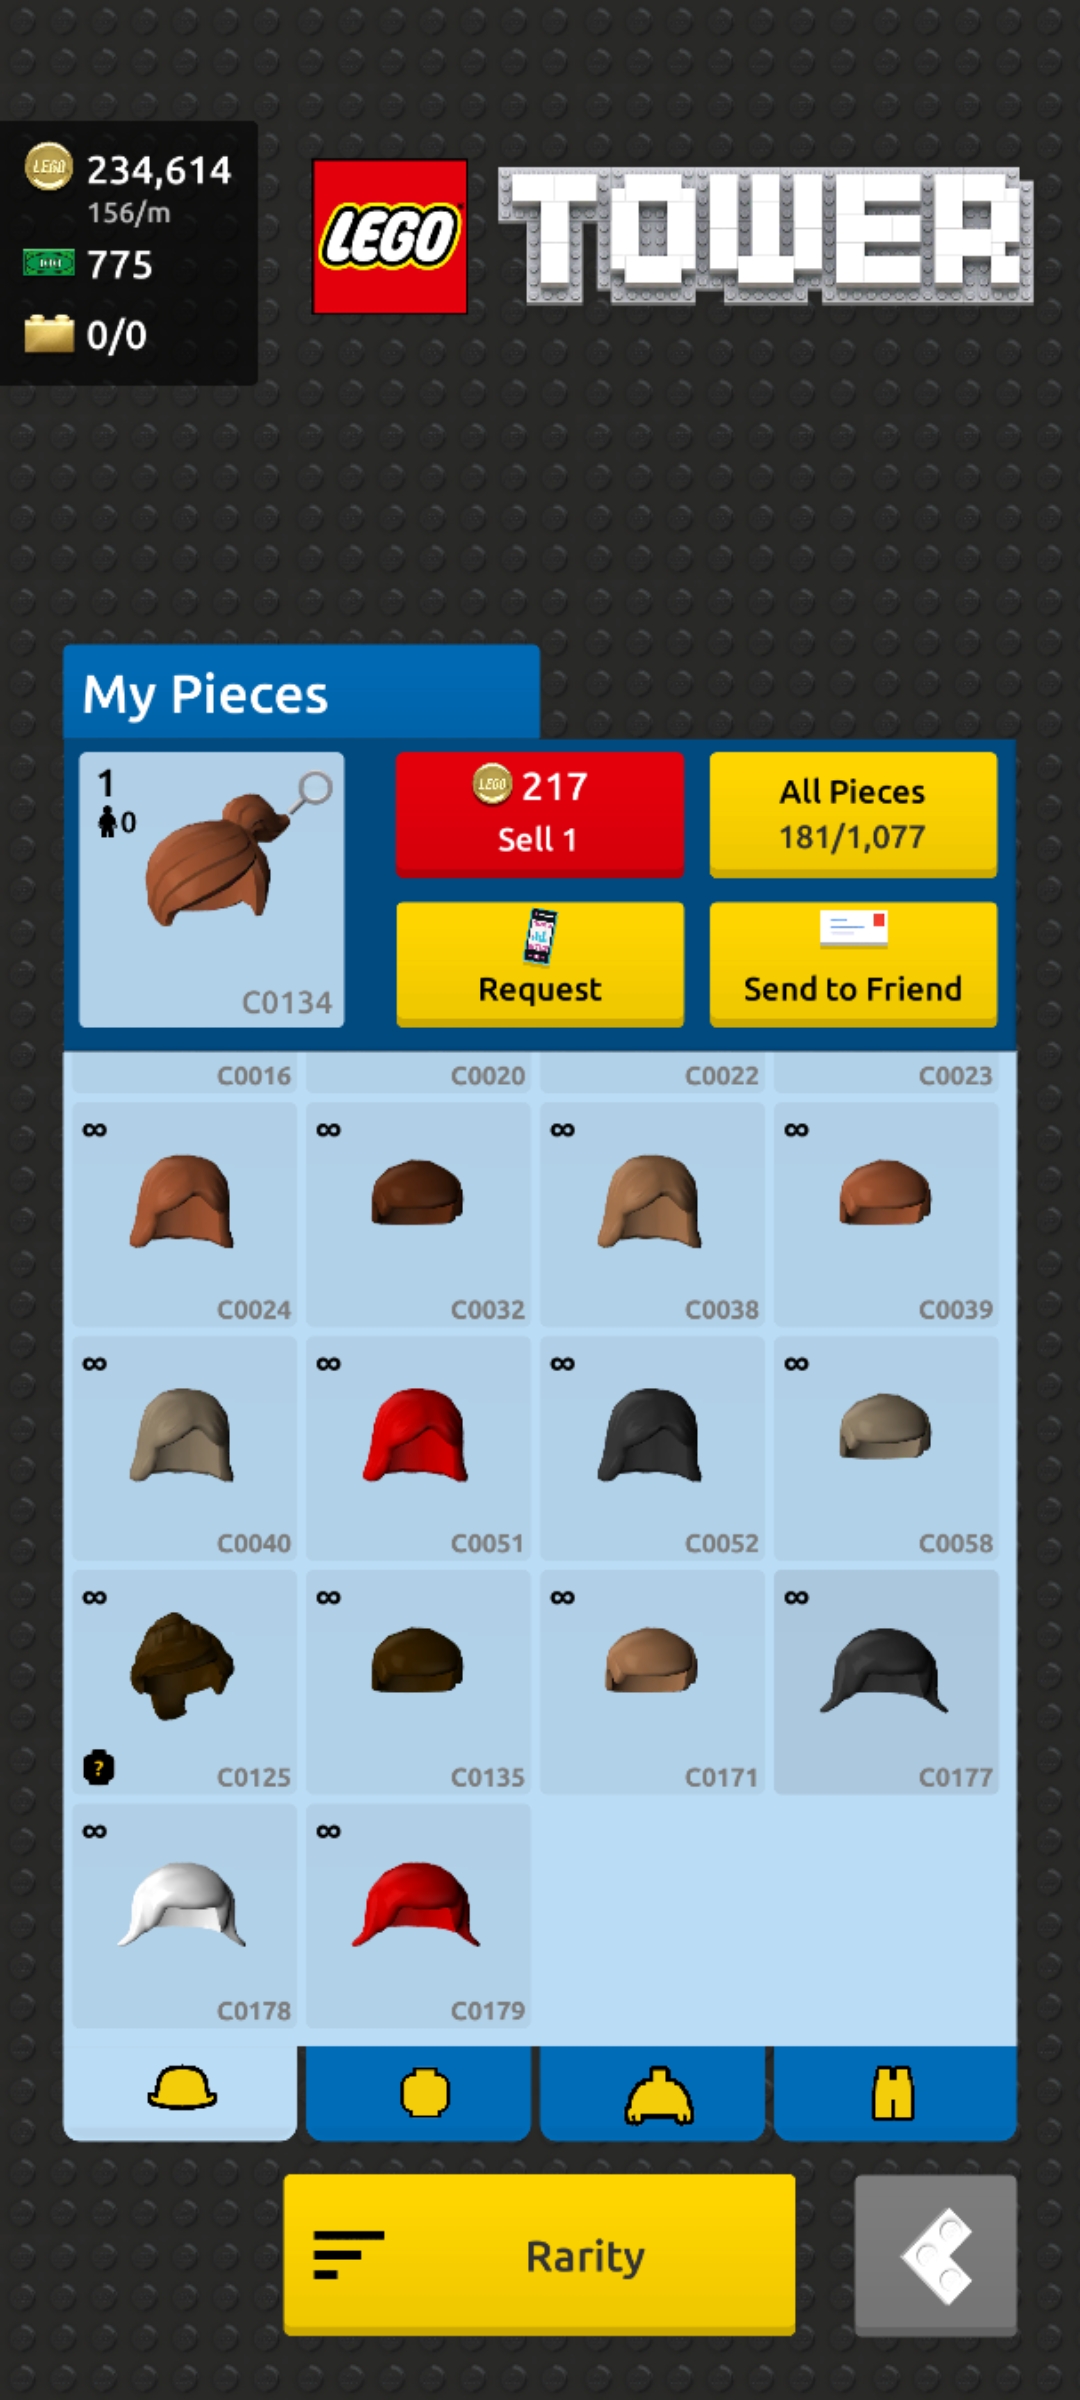 LEGO 234,614
156/m
775
0/0
LEGO TOWER
My Pieces
1
0
C0134
LEGO 217
Sell 1
All Pieces
181/1,077
Request
Send to Friend
C0016 C0020 C0022 C0023
∞ ∞ ∞ ∞
C0024 C0032 C0038 C0039
∞ ∞ ∞ ∞
C0040 C0051 C0052 C0058
∞ ∞ ∞ ∞
? C0125 C0135 C0171 C0177
∞ ∞
C0178 C0179
Rarity